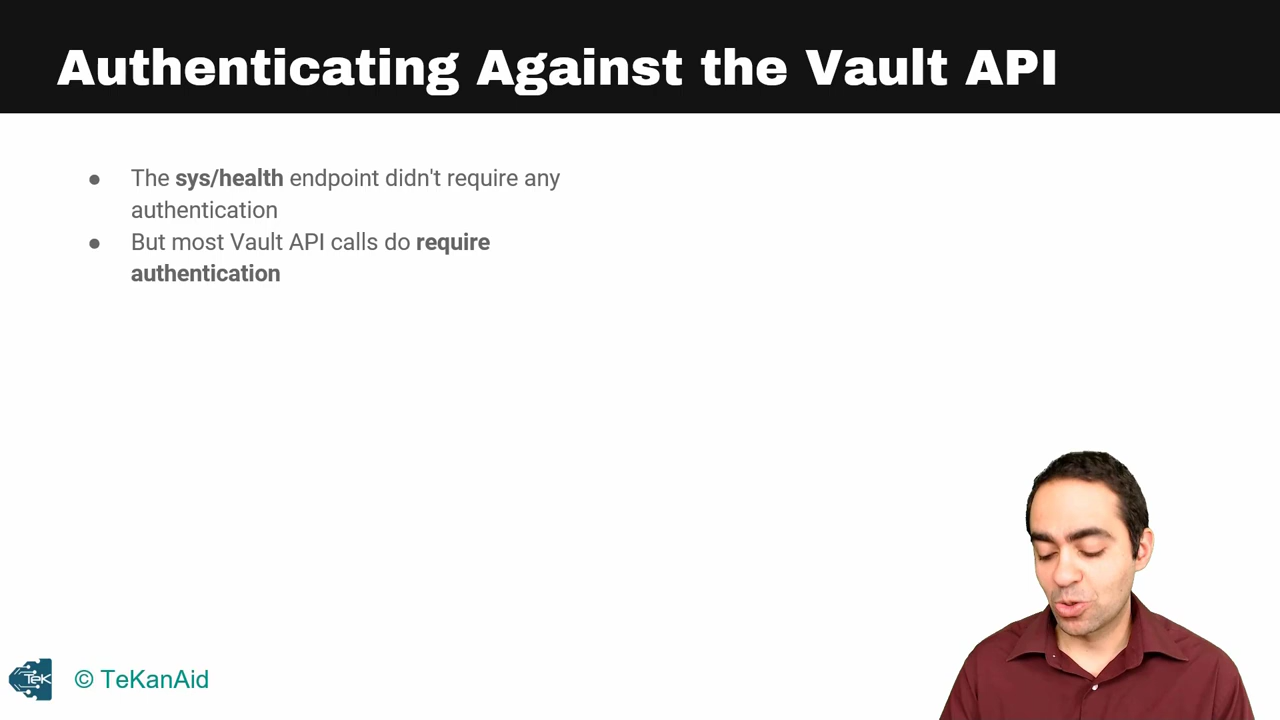 Authenticating Against the Vault API
● The sys/health endpoint didn't require any
authentication
● But most Vault API calls do require
authentication
TeK
© TeKanAid